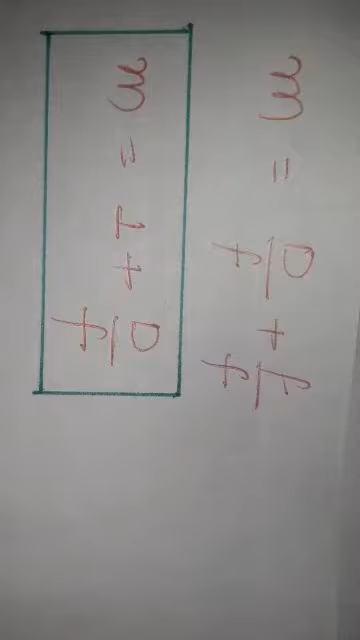 m = D/f + f/f
m = 1 + D/f